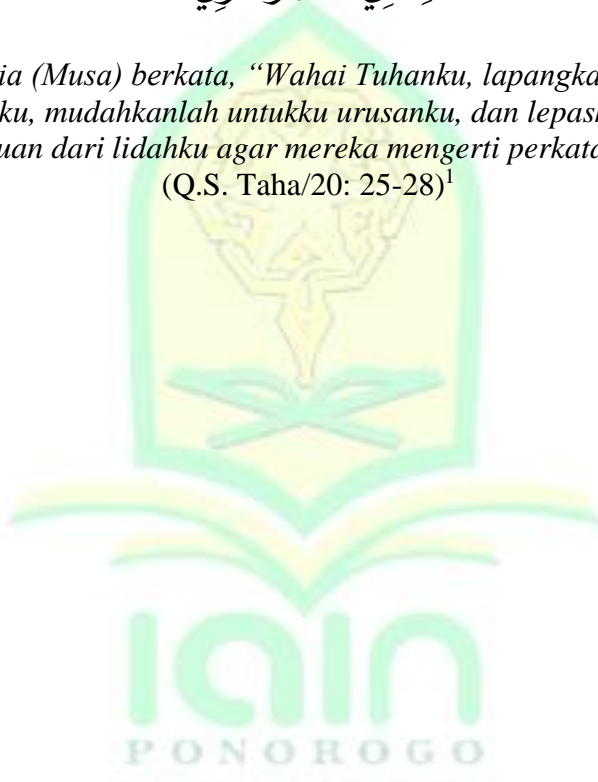 ia (Musa) berkata, “Wahai Tuhanku, lapangka
ku, mudahkanlah untukku urusanku, dan lepas
uan dari lidahku agar mereka mengerti perkata
(Q.S. Taha/20: 25-28)¹
iain
PONOROGO